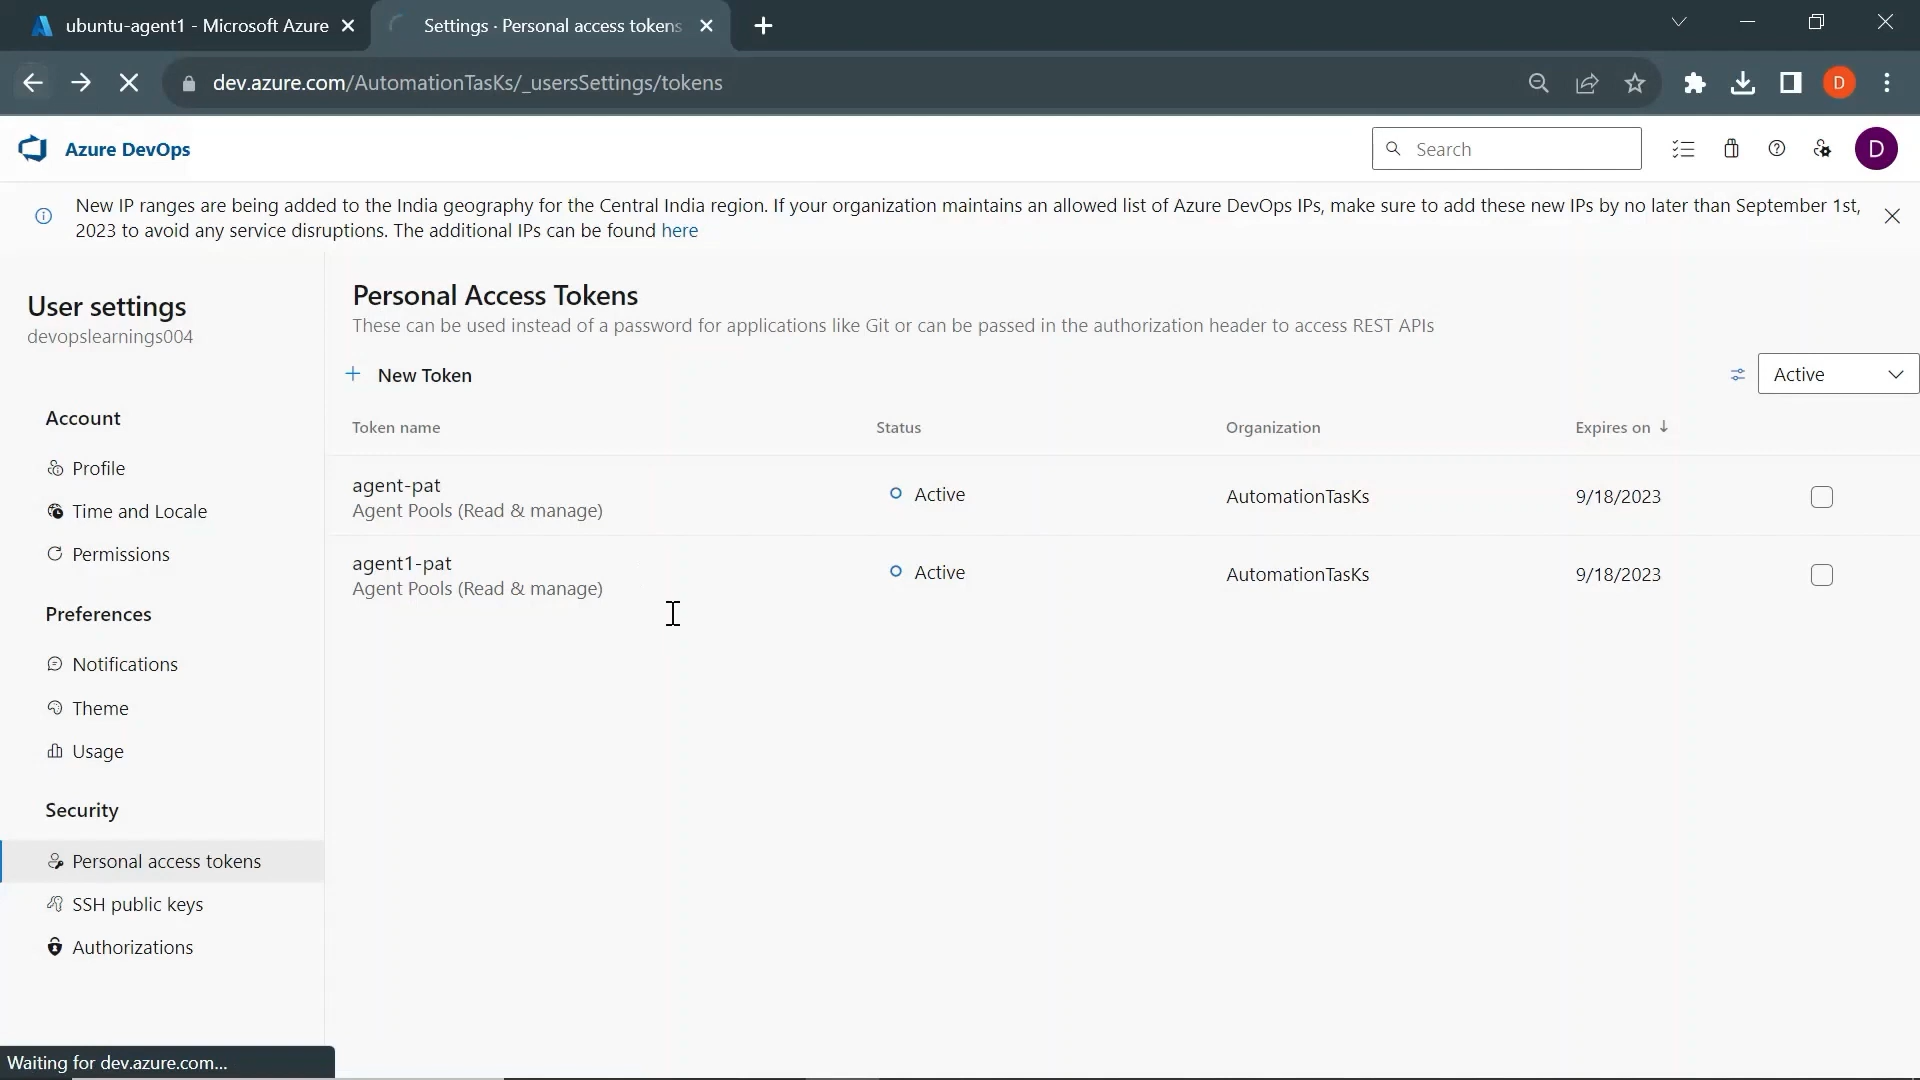 ubuntu-agent1 - Microsoft Azure
Settings · Personal access tokens
dev.azure.com/AutomationTasKs/_usersSettings/tokens
D
Azure DevOps
Search
D
New IP ranges are being added to the India geography for the Central India region. If your organization maintains an allowed list of Azure DevOps IPs, make sure to add these new IPs by no later than September 1st,
2023 to avoid any service disruptions. The additional IPs can be found here
User settings
devopslearnings004
Account
Profile
Time and Locale
Permissions
Preferences
Notifications
Theme
Usage
Security
Personal access tokens
SSH public keys
Authorizations
Personal Access Tokens
These can be used instead of a password for applications like Git or can be passed in the authorization header to access REST APIs
+ New Token
Active
Token name Status Organization Expires on ↓
agent-pat
Agent Pools (Read & manage)
Active
AutomationTasKs
9/18/2023
agent1-pat
Agent Pools (Read & manage)
Active
AutomationTasKs
9/18/2023
Waiting for dev.azure.com...